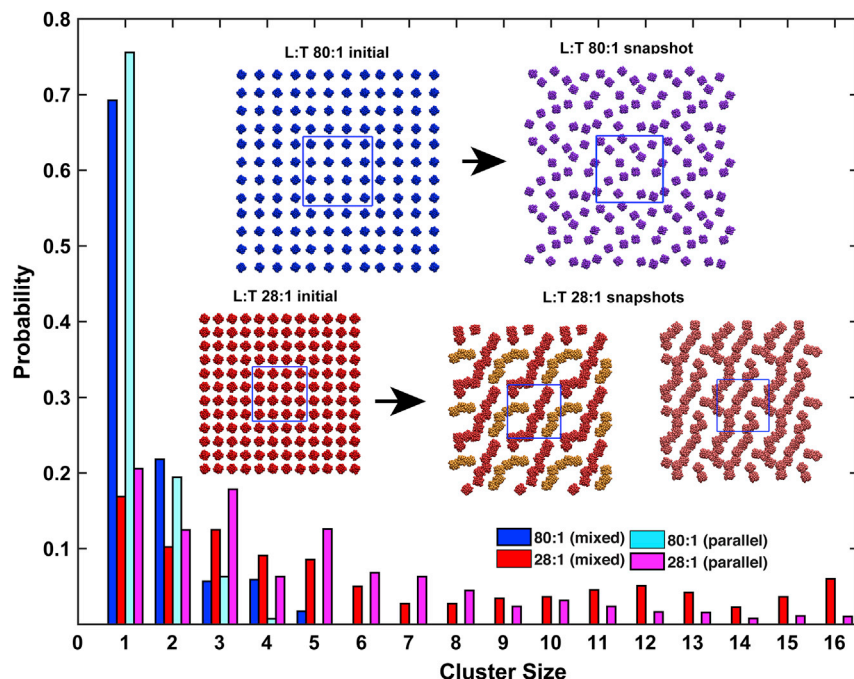 0.8
0.7
0.6
0.5
0.4
0.3
0.2
0.1
Probability
L:T 80:1 initial
L:T 80:1 snapshot
L:T 28:1 initial
L:T 28:1 snapshots
80:1 (mixed)
80:1 (parallel)
28:1 (mixed)
28:1 (parallel)
0 1 2 3 4 5 6 7 8 9 10 11 12 13 14 15 16
Cluster Size